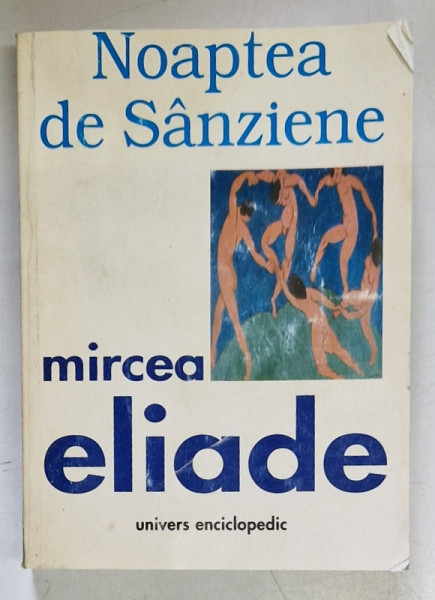 Noaptea
de Sânziene
mircea
eliade
univers enciclopedic